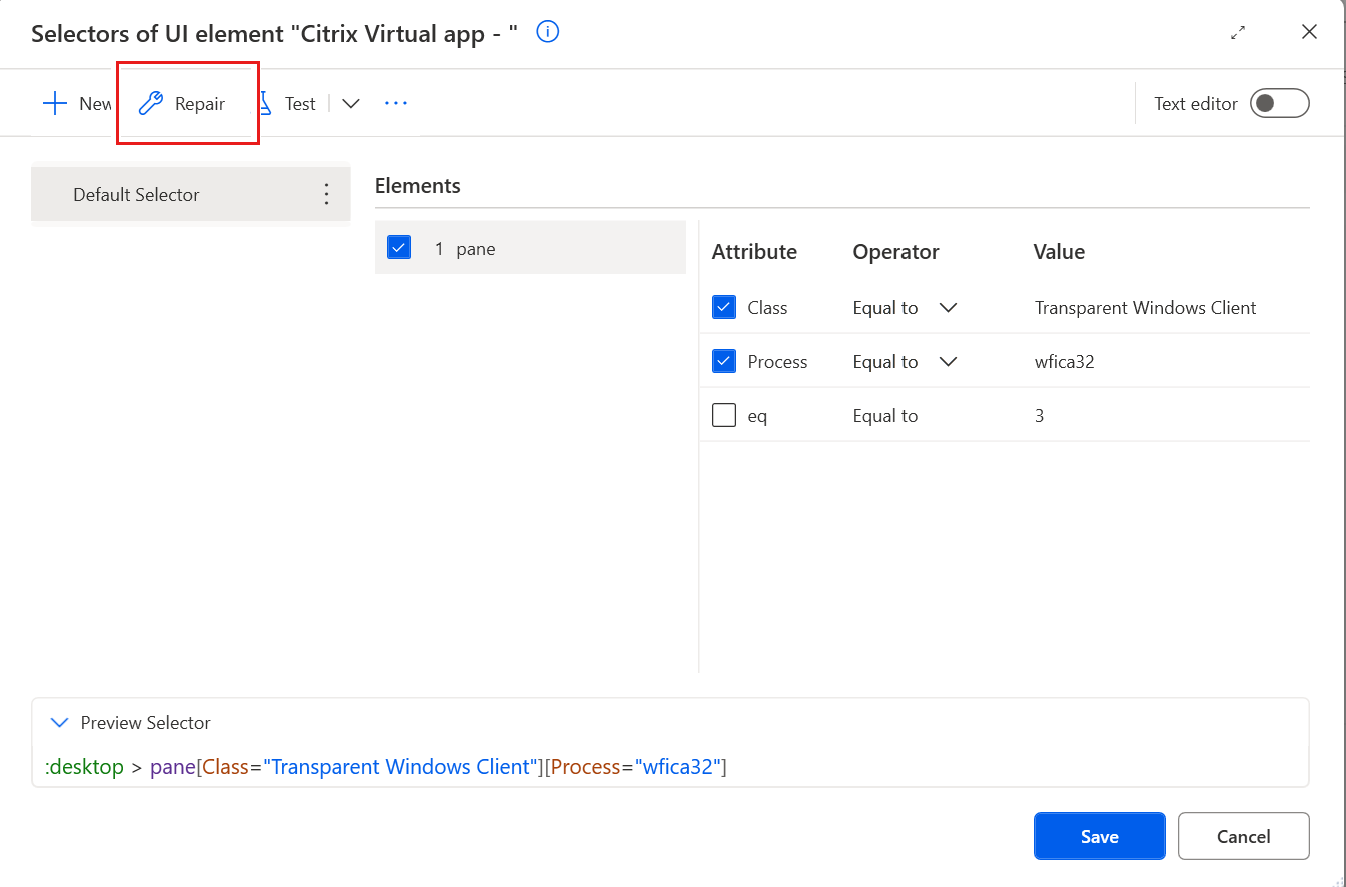 Selectors of UI element "Citrix Virtual app - "
New Repair Test Text editor
Default Selector
Elements
1 pane
Attribute Operator Value
Class Equal to Transparent Windows Client
Process Equal to wfica32
eq Equal to 3
Preview Selector
:desktop > pane[Class="Transparent Windows Client"][Process="wfica32"]
Save Cancel